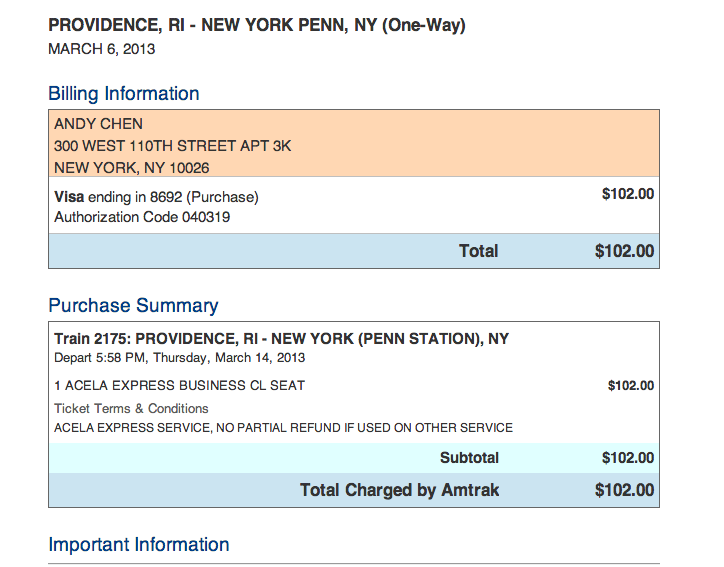 PROVIDENCE, RI - NEW YORK PENN, NY (One-Way)
MARCH 6, 2013
Billing Information
ANDY CHEN
300 WEST 110TH STREET APT 3K
NEW YORK, NY 10026
Visa ending in 8692 (Purchase) $102.00
Authorization Code 040319
Total $102.00
Purchase Summary
Train 2175: PROVIDENCE, RI - NEW YORK (PENN STATION), NY
Depart 5:58 PM, Thursday, March 14, 2013
1 ACELA EXPRESS BUSINESS CL SEAT $102.00
Ticket Terms & Conditions
ACELA EXPRESS SERVICE, NO PARTIAL REFUND IF USED ON OTHER SERVICE
Subtotal $102.00
Total Charged by Amtrak $102.00
Important Information